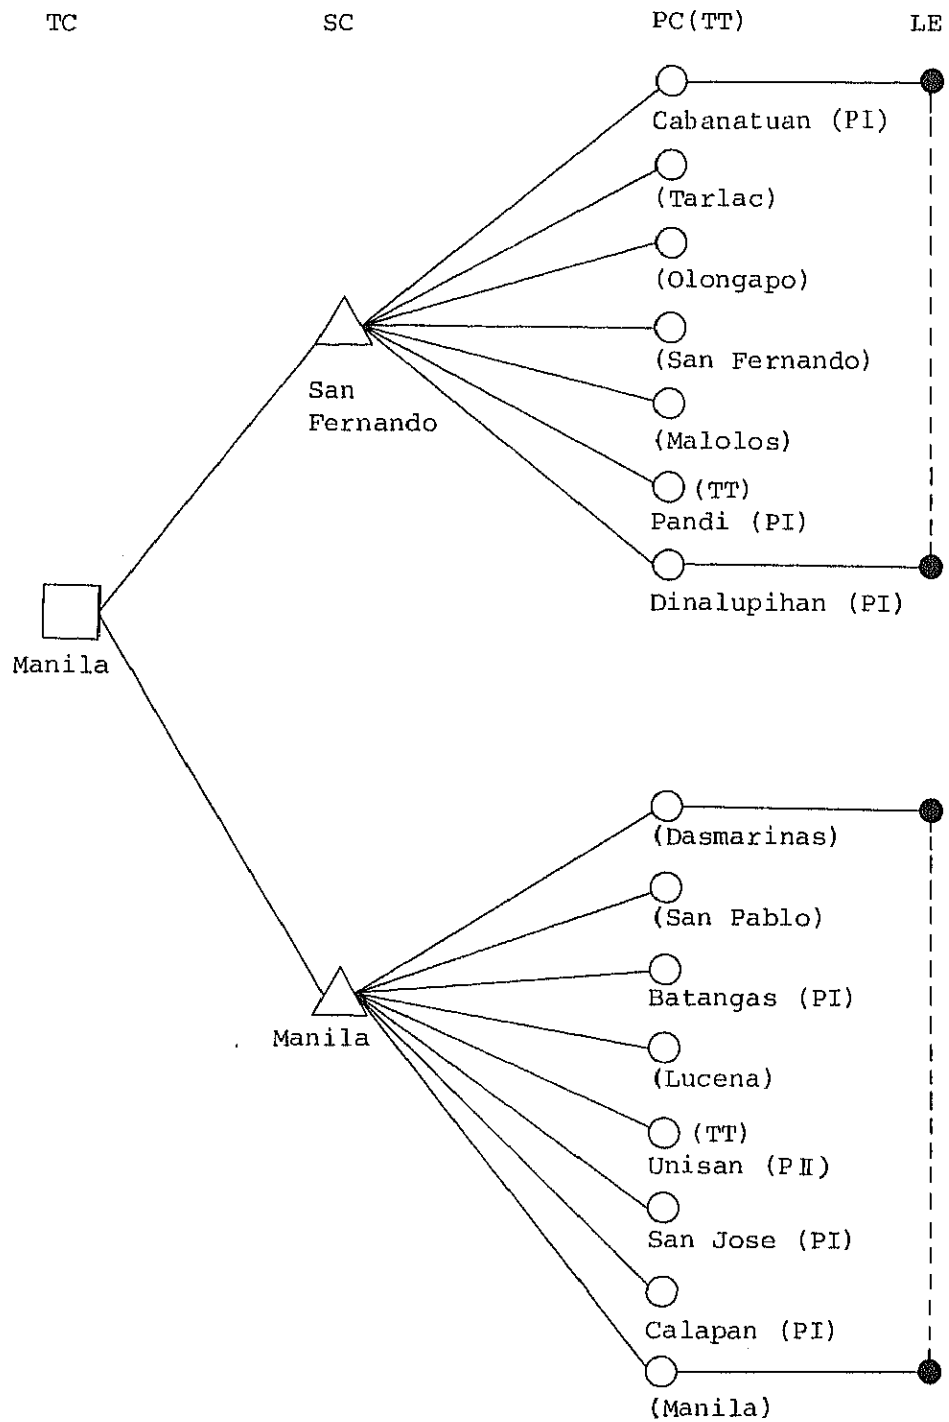 TC SC PC(TT) LE
Cabanatuan (PI)
(Tarlac)
(Olongapo)
(San Fernando)
San
Fernando
(Malolos)
(TT)
Pandi (PI)
Dinalupihan (PI)
Manila
(Dasmarinas)
(San Pablo)
Batangas (PI)
Manila
(Lucena)
(TT)
Unisan (PⅡ)
San Jose (PI)
Calapan (PI)
(Manila)